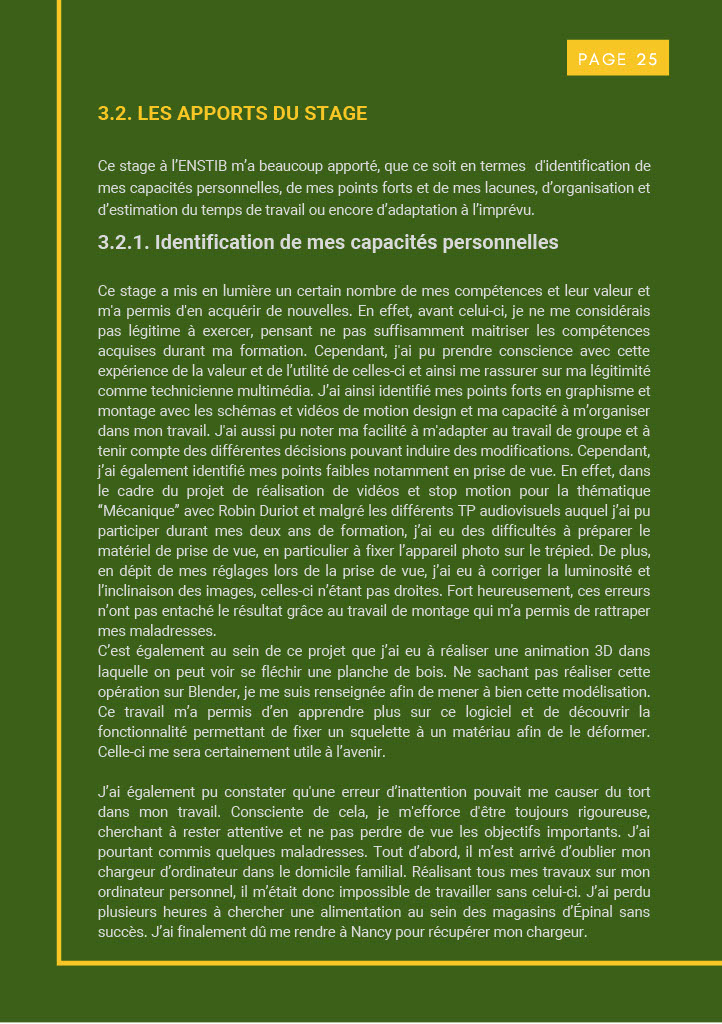 PAGE 25
3.2. LES APPORTS DU STAGE
Ce stage à l’ENSTIB m’a beaucoup apporté, que ce soit en termes  d'identification de
mes capacités personnelles, de mes points forts et de mes lacunes, d’organisation et
d’estimation du temps de travail ou encore d’adaptation à l’imprévu.
3.2.1. Identification de mes capacités personnelles
Ce stage a mis en lumière un certain nombre de mes compétences et leur valeur et
m'a permis d'en acquérir de nouvelles. En effet, avant celui-ci, je ne me considérais
pas légitime à exercer, pensant ne pas suffisamment maitriser les compétences
acquises durant ma formation. Cependant, j'ai pu prendre conscience avec cette
expérience de la valeur et de l’utilité de celles-ci et ainsi me rassurer sur ma légitimité
comme technicienne multimédia. J’ai ainsi identifié mes points forts en graphisme et
montage avec les schémas et vidéos de motion design et ma capacité à m’organiser
dans mon travail. J'ai aussi pu noter ma facilité à m'adapter au travail de groupe et à
tenir compte des différentes décisions pouvant induire des modifications. Cependant,
j’ai également identifié mes points faibles notamment en prise de vue. En effet, dans
le cadre du projet de réalisation de vidéos et stop motion pour la thématique
“Mécanique” avec Robin Duriot et malgré les différents TP audiovisuels auquel j’ai pu
participer durant mes deux ans de formation, j’ai eu des difficultés à préparer le
matériel de prise de vue, en particulier à fixer l’appareil photo sur le trépied. De plus,
en dépit de mes réglages lors de la prise de vue, j’ai eu à corriger la luminosité et
l’inclinaison des images, celles-ci n’étant pas droites. Fort heureusement, ces erreurs
n’ont pas entaché le résultat grâce au travail de montage qui m’a permis de rattraper
mes maladresses.
C’est également au sein de ce projet que j’ai eu à réaliser une animation 3D dans
laquelle on peut voir se fléchir une planche de bois. Ne sachant pas réaliser cette
opération sur Blender, je me suis renseignée afin de mener à bien cette modélisation.
Ce travail m’a permis d’en apprendre plus sur ce logiciel et de découvrir la
fonctionnalité permettant de fixer un squelette à un matériau afin de le déformer.
Celle-ci me sera certainement utile à l’avenir.
J’ai également pu constater qu'une erreur d’inattention pouvait me causer du tort
dans mon travail. Consciente de cela, je m'efforce d'être toujours rigoureuse,
cherchant à rester attentive et ne pas perdre de vue les objectifs importants. J’ai
pourtant commis quelques maladresses. Tout d’abord, il m’est arrivé d’oublier mon
chargeur d’ordinateur dans le domicile familial. Réalisant tous mes travaux sur mon
ordinateur personnel, il m’était donc impossible de travailler sans celui-ci. J’ai perdu
plusieurs heures à chercher une alimentation au sein des magasins d’Épinal sans
succès. J’ai finalement dû me rendre à Nancy pour récupérer mon chargeur.